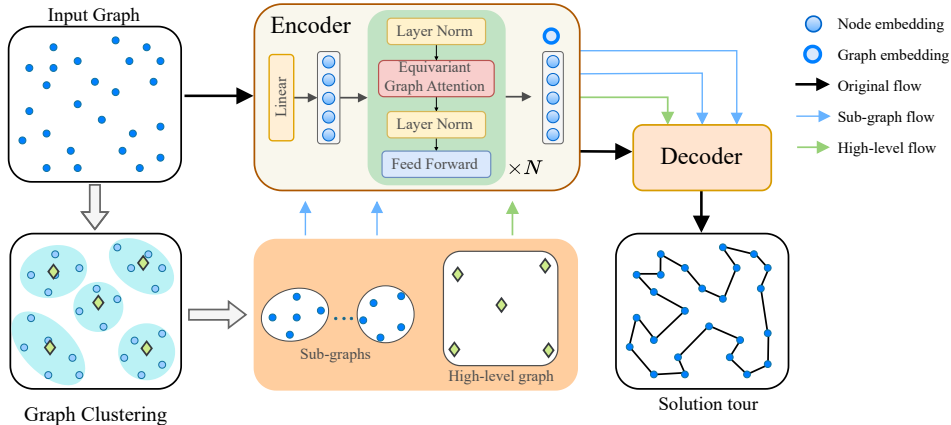 Input Graph
Encoder
Linear
Layer Norm
Equivariant
Graph Attention
Layer Norm
Feed Forward
×N
Decoder
Node embedding
Graph embedding
Original flow
Sub-graph flow
High-level flow
Graph Clustering
Sub-graphs
High-level graph
Solution tour